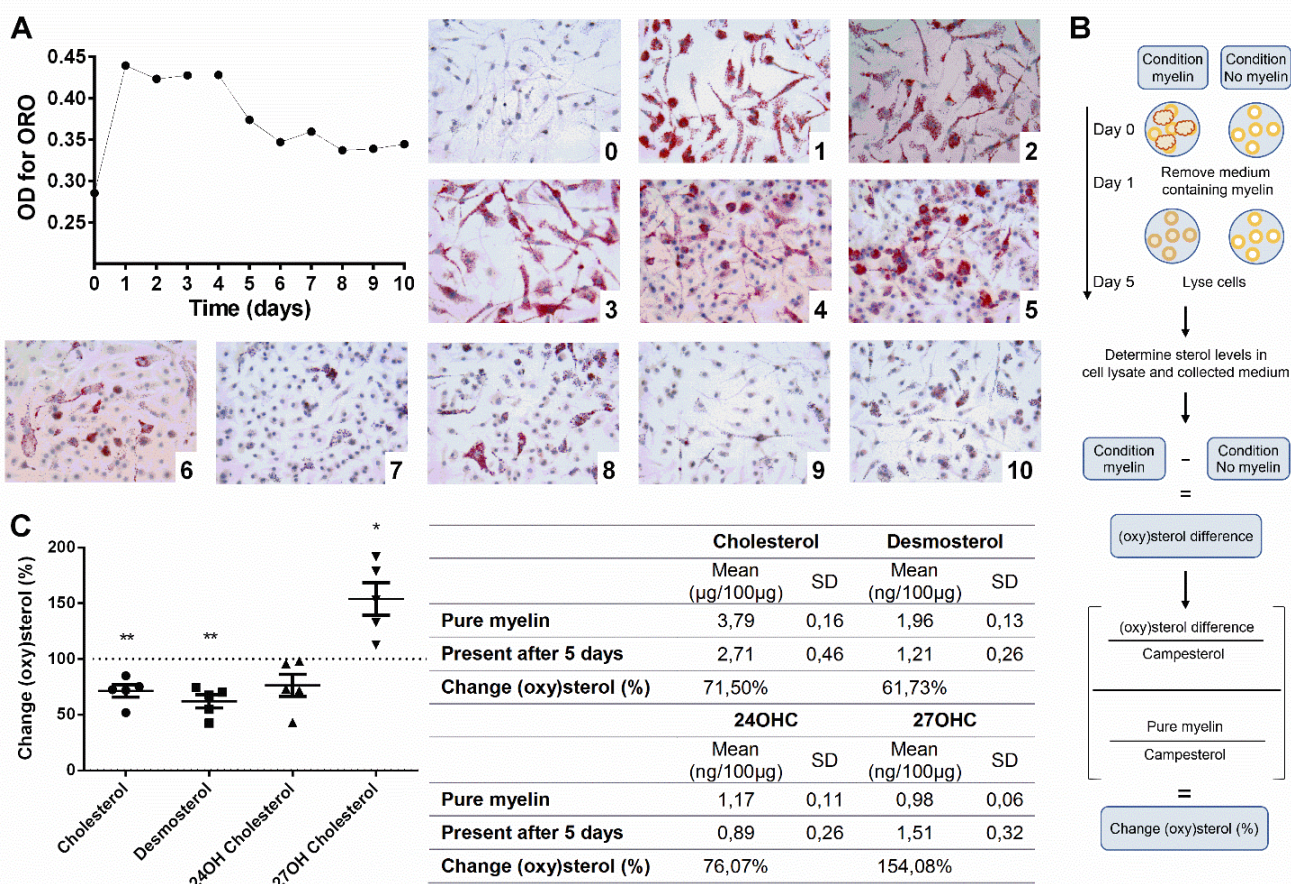 A
OD for ORO
0.45
0.40
0.35
0.30
0.25
0 1 2 3 4 5 6 7 8 9 10
Time (days)
0
1
2
3
4
5
6
7
8
9
10
B
Condition
myelin
Condition
No myelin
Day 0
Remove medium
containing myelin
Day 1
Day 5
Lyse cells
Determine sterol levels in
cell lysate and collected medium
Condition
myelin
-
Condition
No myelin
=
(oxy)sterol difference
(oxy)sterol difference
Campesterol
Pure myelin
Campesterol
=
Change (oxy)sterol (%)
C
Change (oxy)sterol (%)
200
150
100
50
0
**
**
*
Cholesterol
Desmosterol
24OH Cholesterol
27OH Cholesterol
Cholesterol Desmosterol
Mean SD Mean SD
(µg/100µg) (ng/100µg)
Pure myelin 3,79 0,16 1,96 0,13
Present after 5 days 2,71 0,46 1,21 0,26
Change (oxy)sterol (%) 71,50% 61,73%
24OHC 27OHC
Mean SD Mean SD
(ng/100µg) (ng/100µg)
Pure myelin 1,17 0,11 0,98 0,06
Present after 5 days 0,89 0,26 1,51 0,32
Change (oxy)sterol (%) 76,07% 154,08%